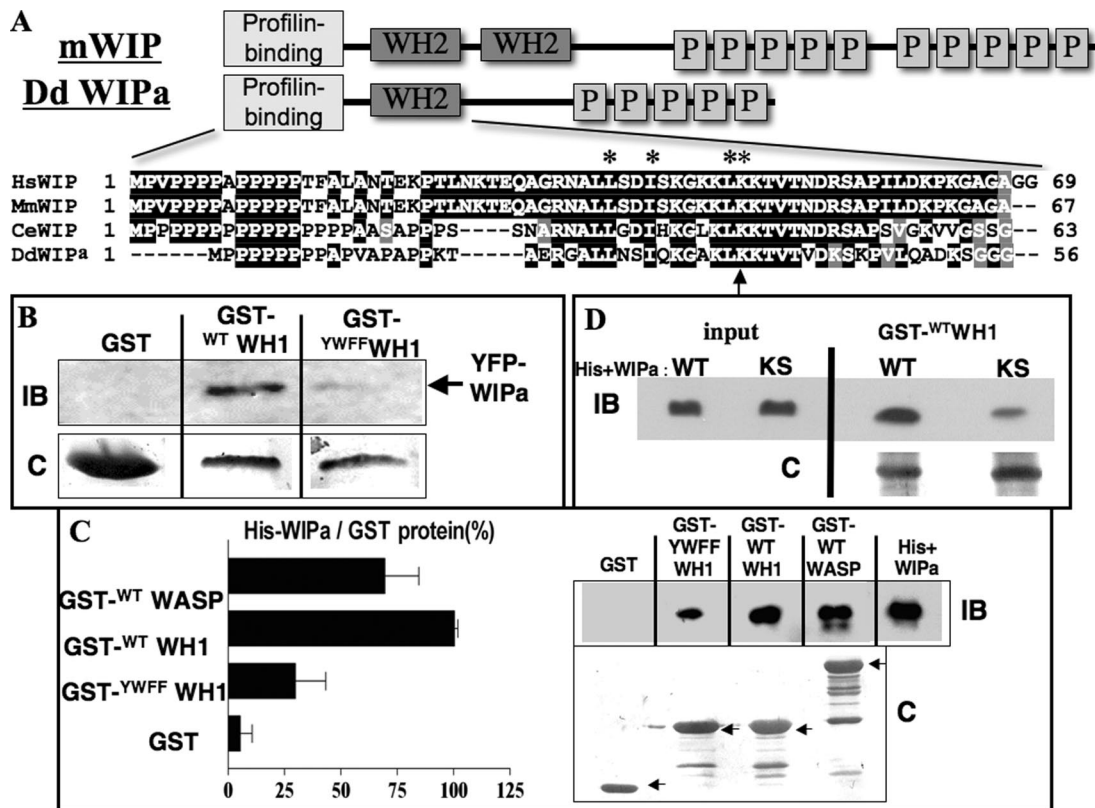 A
mWIP Profilin-binding WH2 WH2 P P P P P P P P P P
Dd WIPa Profilin-binding WH2 P P P P P
* * **
HsWIP 1 MPVPPPPAPPPPPTFALANTEKPTLNKTEQAGRNALLSDISKGKKLKKTVTNDRSAPILDKPKGAGAGG 69
MmWIP 1 MPVPPPPAPPPPPTFALANTEKPTLNKTEQAGRNALLSDISKGKKLKKTVTNDRSAPILDKPKGAGA-- 67
CeWIP 1 MPPPPPPPPPPPPPPPPAASAPPPS----SNARNALLGDIHKGLKLKKTVTNDRSAPSVGKVVGSSG-- 63
DdWIPa 1 ------MPPPPPPPPAPVAPAPPKT----AERGALLNSIQKGAKLKKTVTVDKSKPVLQADKSGGG-- 56
B
GST
GST-WT WH1
GST-YWFF WH1
IB
YFP-WIPa
C
D
input GST-WTWH1
His+WIPa : WT KS WT KS
IB
C
C
His-WIPa / GST protein(%)
GST-WT WASP
GST-WT WH1
GST-YWFF WH1
GST
0 25 50 75 100 125
GST
GST-YWFF WH1
GST-WT WH1
GST-WT WASP
His+WIPa
IB
C